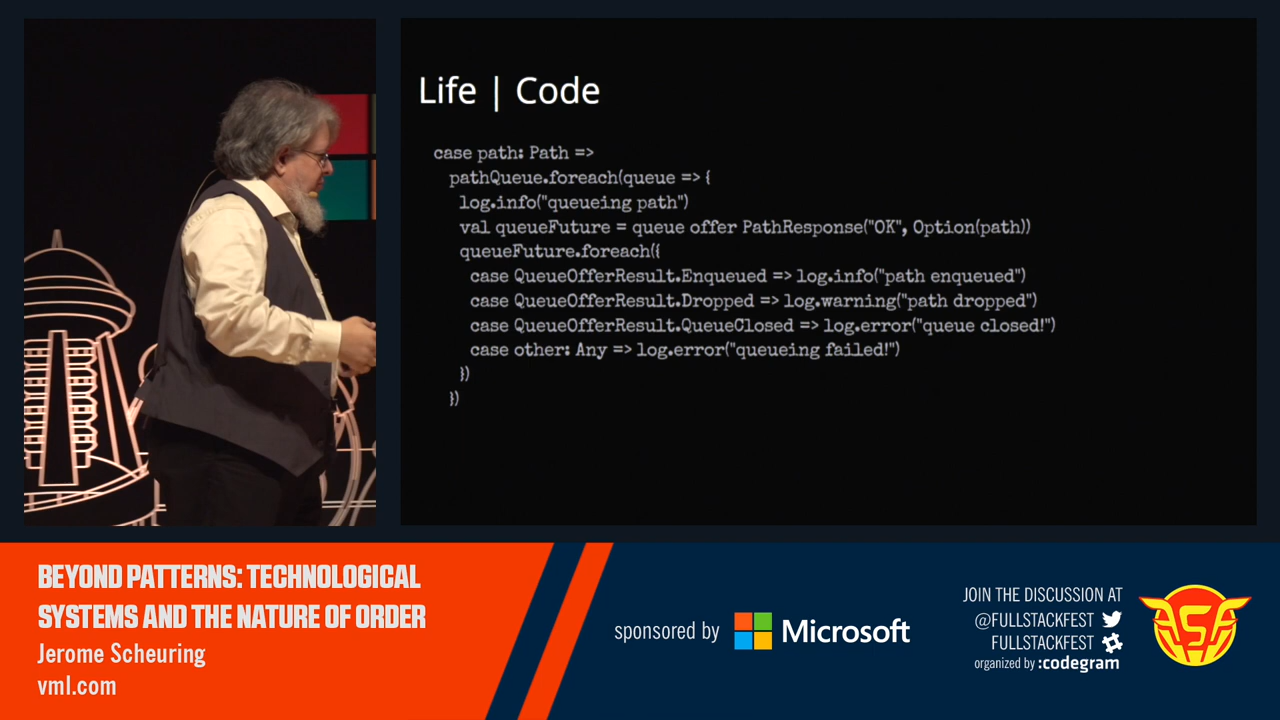 Life | Code
case path: Path =>
pathQueue.foreach(queue => {
log.info("queueing path")
val queueFuture = queue offer PathResponse("OK", Option(path))
queueFuture.foreach({
case QueueOfferResult.Enqueued => log.info("path enqueued")
case QueueOfferResult.Dropped => log.warning("path dropped")
case QueueOfferResult.QueueClosed => log.error("queue closed!")
case other: Any => log.error("queueing failed!")
})
})
BEYOND PATTERNS: TECHNOLOGICAL
SYSTEMS AND THE NATURE OF ORDER
Jerome Scheuring
vml.com
sponsored by Microsoft
JOIN THE DISCUSSION AT
@FULLSTACKFEST
FULLSTACKFEST
organized by :codegram
FSF